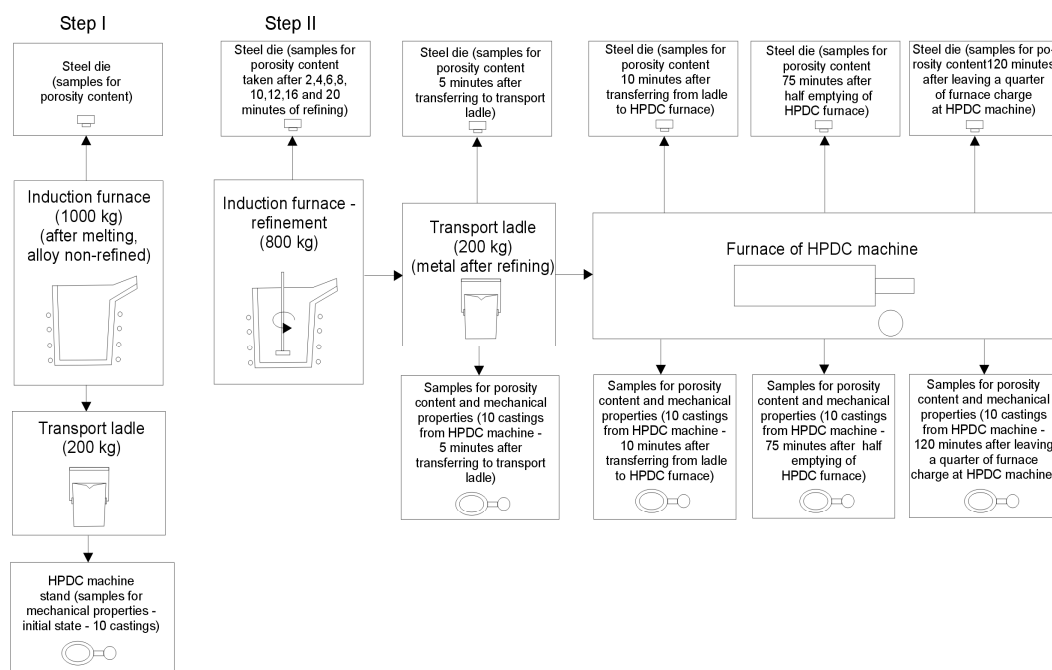 Step I
Steel die
(samples for
porosity content)
Induction furnace
(1000 kg)
(after melting,
alloy non-refined)
Transport ladle
(200 kg)
HPDC machine
stand (samples for
mechanical properties -
initial state - 10 castings)
Step II
Steel die (samples for
porosity content
taken after 2,4,6,8,
10,12,16 and 20
minutes of refining)
Induction furnace -
refinement
(800 kg)
Steel die (samples for
porosity content
5 minutes after
transferring to transport
ladle)
Transport ladle
(200 kg)
(metal after refining)
Samples for porosity
content and mechanical
properties (10 castings
from HPDC machine -
5 minutes after
transferring to transport
ladle)
Steel die (samples for
porosity content
10 minutes after
transferring from ladle
to HPDC furnace)
Steel die (samples for
porosity content
75 minutes after
half emptying of
HPDC furnace)
Steel die (samples for po-
rosity content120 minutes
after leaving a quarter
of furnace charge
at HPDC machine)
Furnace of HPDC machine
Samples for porosity
content and mechanical
properties (10 castings
from HPDC machine -
10 minutes after
transferring from ladle
to HPDC furnace)
Samples for porosity
content and mechanical
properties (10 castings
from HPDC machine -
75 minutes after half
emptying of
HPDC furnace)
Samples for porosity
content and mechanical
properties (10 castings
from HPDC machine -
120 minutes after leaving
a quarter of furnace
charge at HPDC machine